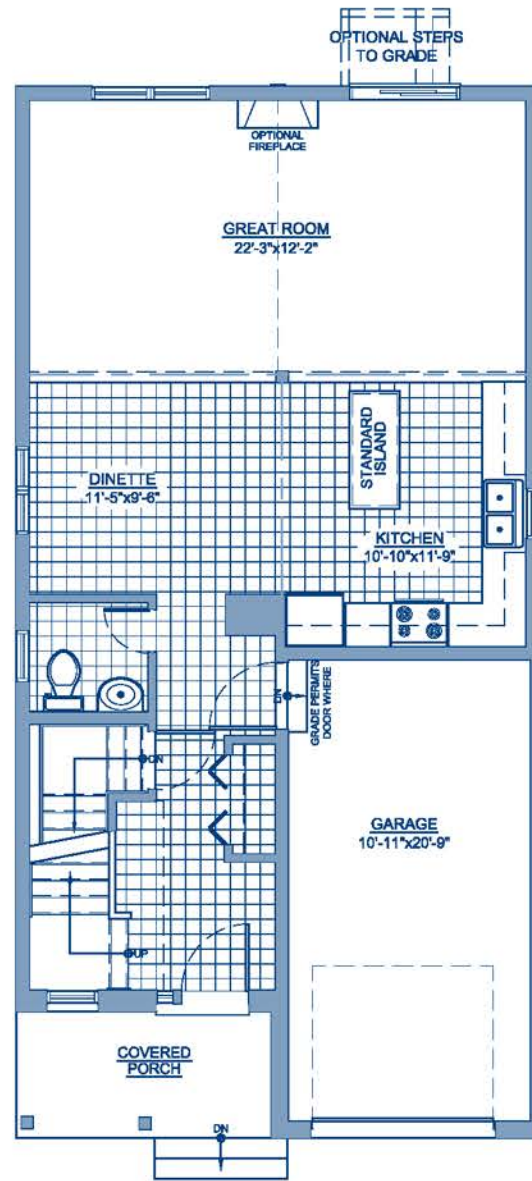 OPTIONAL STEPS
TO GRADE
OPTIONAL
FIREPLACE
GREAT ROOM
22'-3"x12'-2"
STANDARD
ISLAND
DINETTE
11'-5"x9'-6"
KITCHEN
10'-10"x11'-9"
DN
GRADE PERMITS
DOOR WHERE
DN
GARAGE
10'-11"x20'-9"
UP
COVERED
PORCH
DN